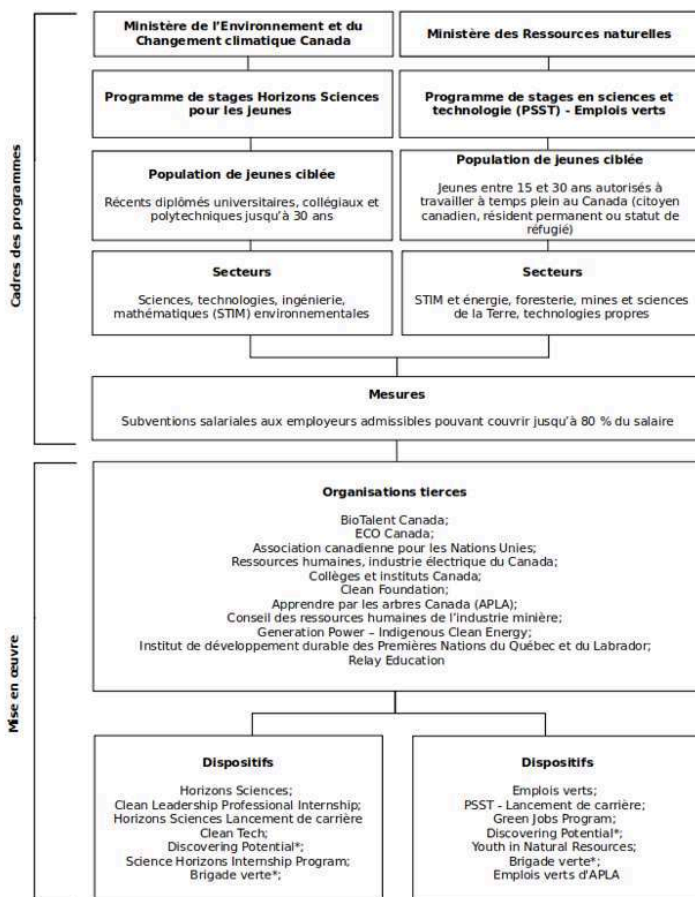 Cadres des programmes
Ministère de l'Environnement et du
Changement climatique Canada
Ministère des Ressources naturelles
Programme de stages Horizons Sciences
pour les jeunes
Programme de stages en sciences et
technologie (PSST) - Emplois verts
Population de jeunes ciblée
Récents diplômés universitaires, collégiaux et
polytechniques jusqu'à 30 ans
Population de jeunes ciblée
Jeunes entre 15 et 30 ans autorisés à
travailler à temps plein au Canada (citoyen
canadien, résident permanent ou statut de
réfugié)
Secteurs
Sciences, technologies, ingénierie,
mathématiques (STIM) environnementales
Secteurs
STIM et énergie, foresterie, mines et sciences
de la Terre, technologies propres
Mesures
Subventions salariales aux employeurs admissibles pouvant couvrir jusqu'à 80 % du salaire
Mise en œuvre
Organisations tierces
BioTalent Canada;
ECO Canada;
Association canadienne pour les Nations Unies;
Ressources humaines, industrie électrique du Canada;
Collèges et instituts Canada;
Clean Foundation;
Apprendre par les arbres Canada (APLA);
Conseil des ressources humaines de l'industrie minière;
Generation Power – Indigenous Clean Energy;
Institut de développement durable des Premières Nations du Québec et du Labrador;
Relay Education
Dispositifs
Horizons Sciences;
Clean Leadership Professional Internship;
Horizons Sciences Lancement de carrière
Clean Tech;
Discovering Potential*;
Science Horizons Internship Program;
Brigade verte*;
Dispositifs
Emplois verts;
PSST - Lancement de carrière;
Green Jobs Program;
Discovering Potential*;
Youth in Natural Resources;
Brigade verte*;
Emplois verts d'APLA